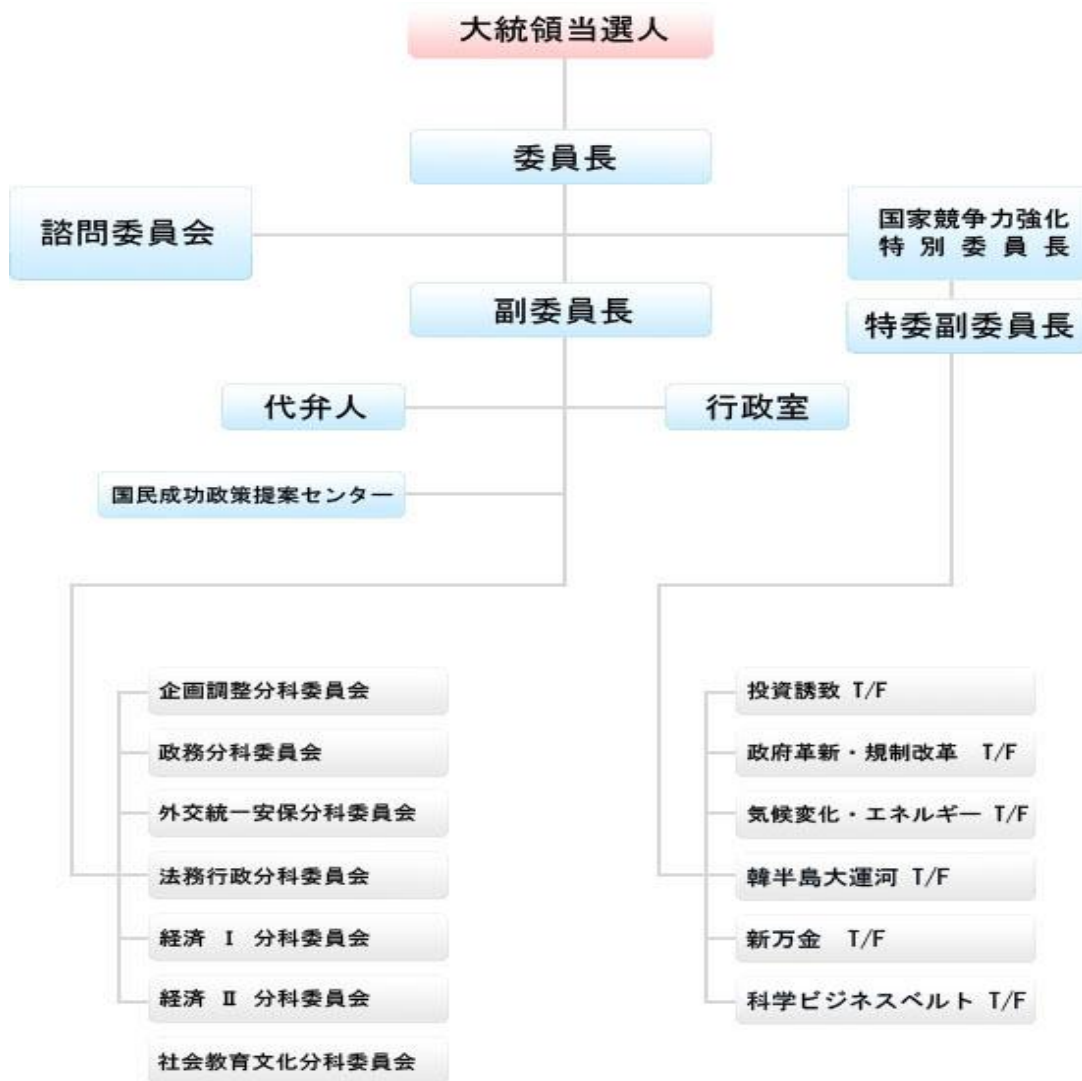 大統領当選人
委員長
諮問委員会
国家競争力強化
特別委員長
副委員長
特委副委員長
代弁人
行政室
国民成功政策提案センター
企画調整分科委員会
政務分科委員会
外交統一安保分科委員会
法務行政分科委員会
経済 Ⅰ 分科委員会
経済 Ⅱ 分科委員会
社会教育文化分科委員会
投資誘致 T/F
政府革新・規制改革 T/F
気候変化・エネルギー T/F
韓半島大運河 T/F
新万金 T/F
科学ビジネスベルト T/F